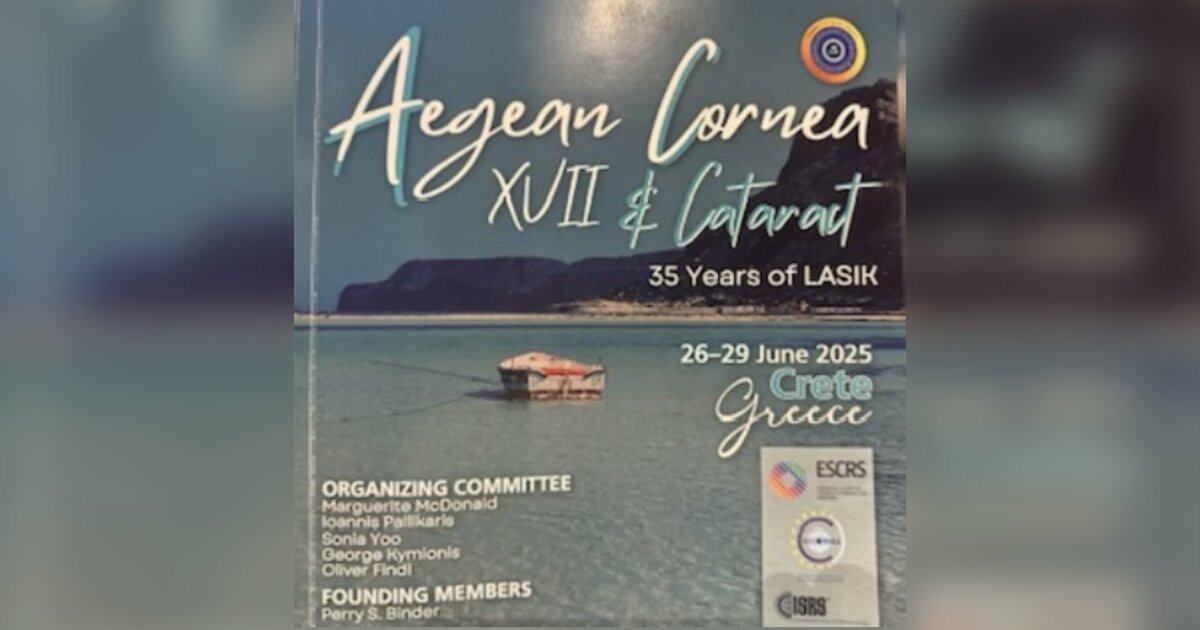 Aegean Cornea
XVII & Cataract
35 Years of LASIK
26–29 June 2025
Crete
Greece
ESCRS
ORGANIZING COMMITTEE
Marguerite McDonald
Ioannis Pallikaris
Sonia Yoo
George Kymionis
Oliver Findl
FOUNDING MEMBERS
Perry S. Binder
ISRS